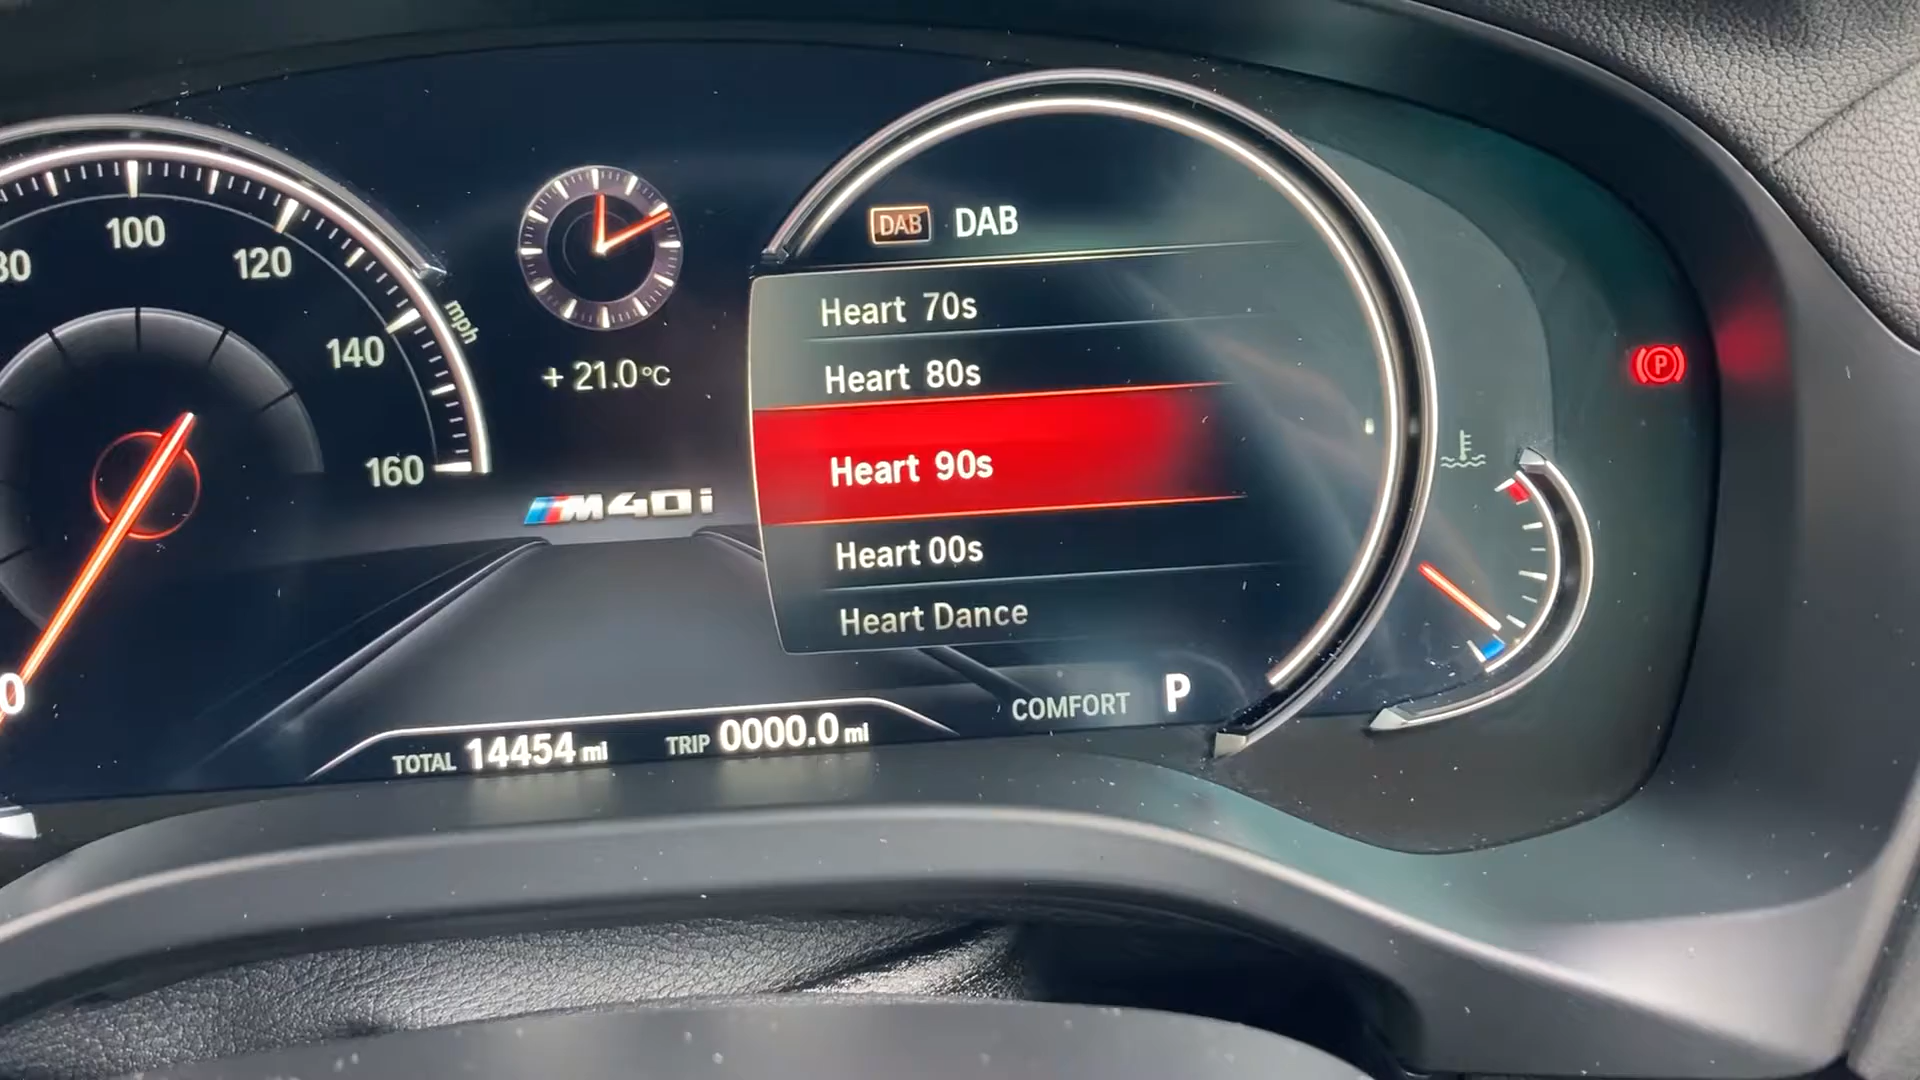 100
120
140
160
mph
+ 21.0°C
M40i
DAB DAB
Heart 70s
Heart 80s
Heart 90s
Heart 00s
Heart Dance
COMFORT P
TOTAL 14454 mi TRIP 0000.0 mi
(P)